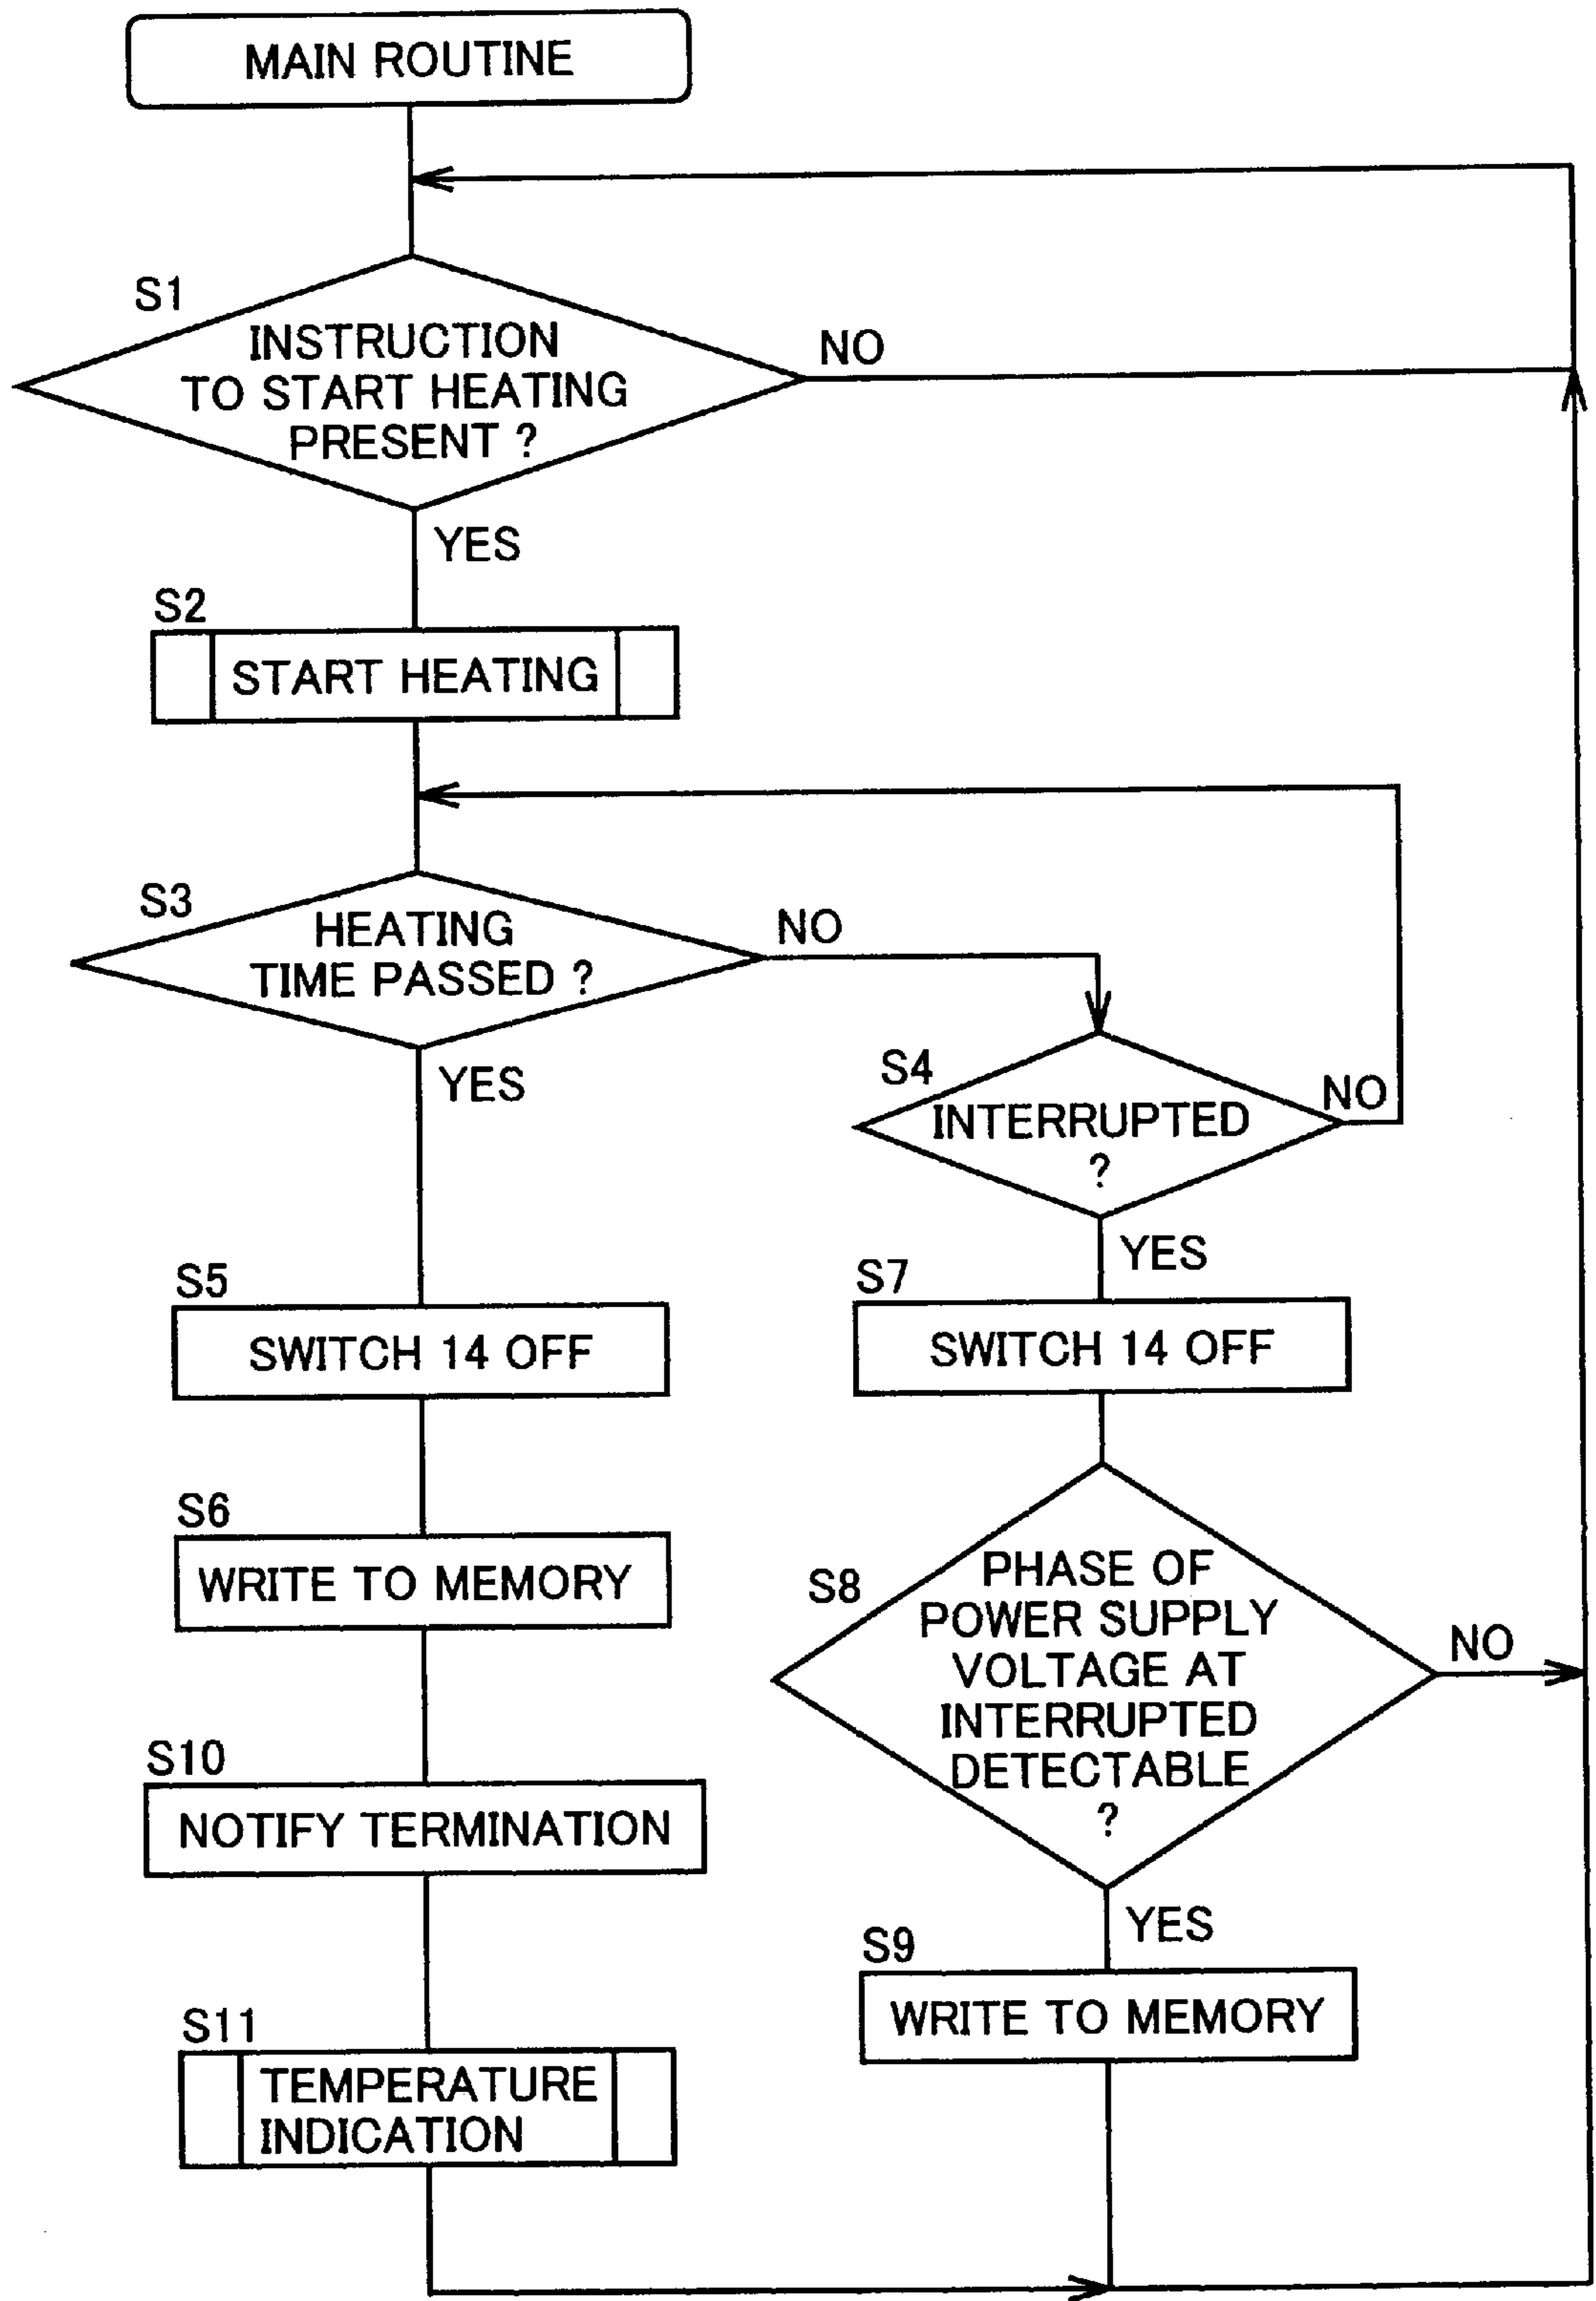 MAIN ROUTINE
S1
INSTRUCTION
TO START HEATING
PRESENT ?
NO
YES
S2
START HEATING
S3
HEATING
TIME PASSED ?
NO
YES
S4
INTERRUPTED
?
NO
YES
S5
SWITCH 14 OFF
S7
SWITCH 14 OFF
S6
WRITE TO MEMORY
S8
PHASE OF
POWER SUPPLY
VOLTAGE AT
INTERRUPTED
DETECTABLE
?
NO
YES
S10
NOTIFY TERMINATION
S9
WRITE TO MEMORY
S11
TEMPERATURE
INDICATION